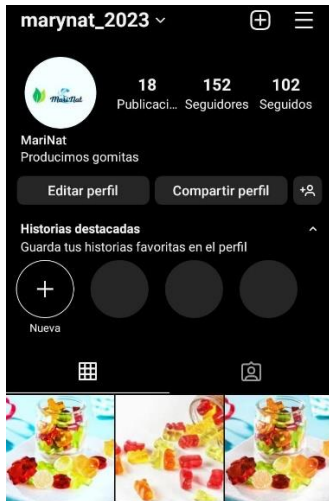 marynat_2023
18 152 102
Publicaci... Seguidores Seguidos
MariNat
MariNat
Producimos gomitas
Editar perfil Compartir perfil
Historias destacadas
Guarda tus historias favoritas en el perfil
Nueva